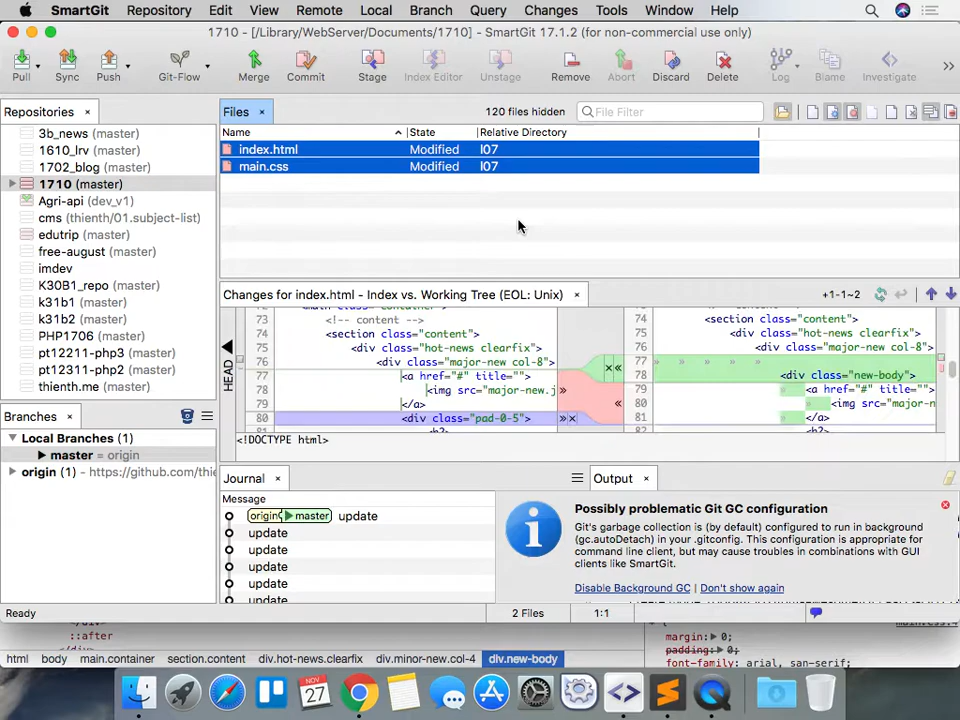 SmartGit Repository Edit View Remote Local Branch Query Changes Tools Window Help
1710 - [/Library/WebServer/Documents/1710] - SmartGit 17.1.2 (for non-commercial use only)
Pull Sync Push Git-Flow Merge Commit Stage Index Editor Unstage Remove Abort Discard Delete Log Blame Investigate
Repositories
Files
120 files hidden
File Filter
Name State Relative Directory
3b_news (master)
1610_lrv (master)
1702_blog (master)
1710 (master)
Agri-api (dev_v1)
cms (thienth/01.subject-list)
edutrip (master)
free-august (master)
imdev
K30B1_repo (master)
k31b1 (master)
k31b2 (master)
PHP1706 (master)
pt12211-php3 (master)
pt12211-php2 (master)
thienth.me (master)
index.html Modified l07
main.css Modified l07
Changes for index.html - Index vs. Working Tree (EOL: Unix)
+1-1~2
HEAD
73 <!-- content -->
74 <section class="content">
75 <div class="hot-news clearfix">
76 <div class="major-new col-8">
77 <a href="#" title="">
78 <img src="major-new.j
79 </a>
80 <div class="pad-0-5">
74 <section class="content">
75 <div class="hot-news clearfix">
76 <div class="major-new col-8">
77
78 <div class="new-body">
79 <a href="#" title="">
80 <img src="major-n
81 </a>
<!DOCTYPE html>
Branches
Local Branches (1)
master = origin
origin (1) - https://github.com/thie
Journal
Message
origin master update
update
update
update
update
update
Output
Possibly problematic Git GC configuration
Git's garbage collection is (by default) configured to run in background
(gc.autoDetach) in your .gitconfig. This configuration is appropriate for
command line client, but may cause troubles in combinations with GUI
clients like SmartGit.
Disable Background GC | Don't show again
Ready
2 Files
1:1
</div>
::after
main.css:4
margin: 0;
padding: 0;
font-family: arial, san-serif;
html body main.container section.content div.hot-news.clearfix div.minor-new.col-4 div.new-body
NOV
27